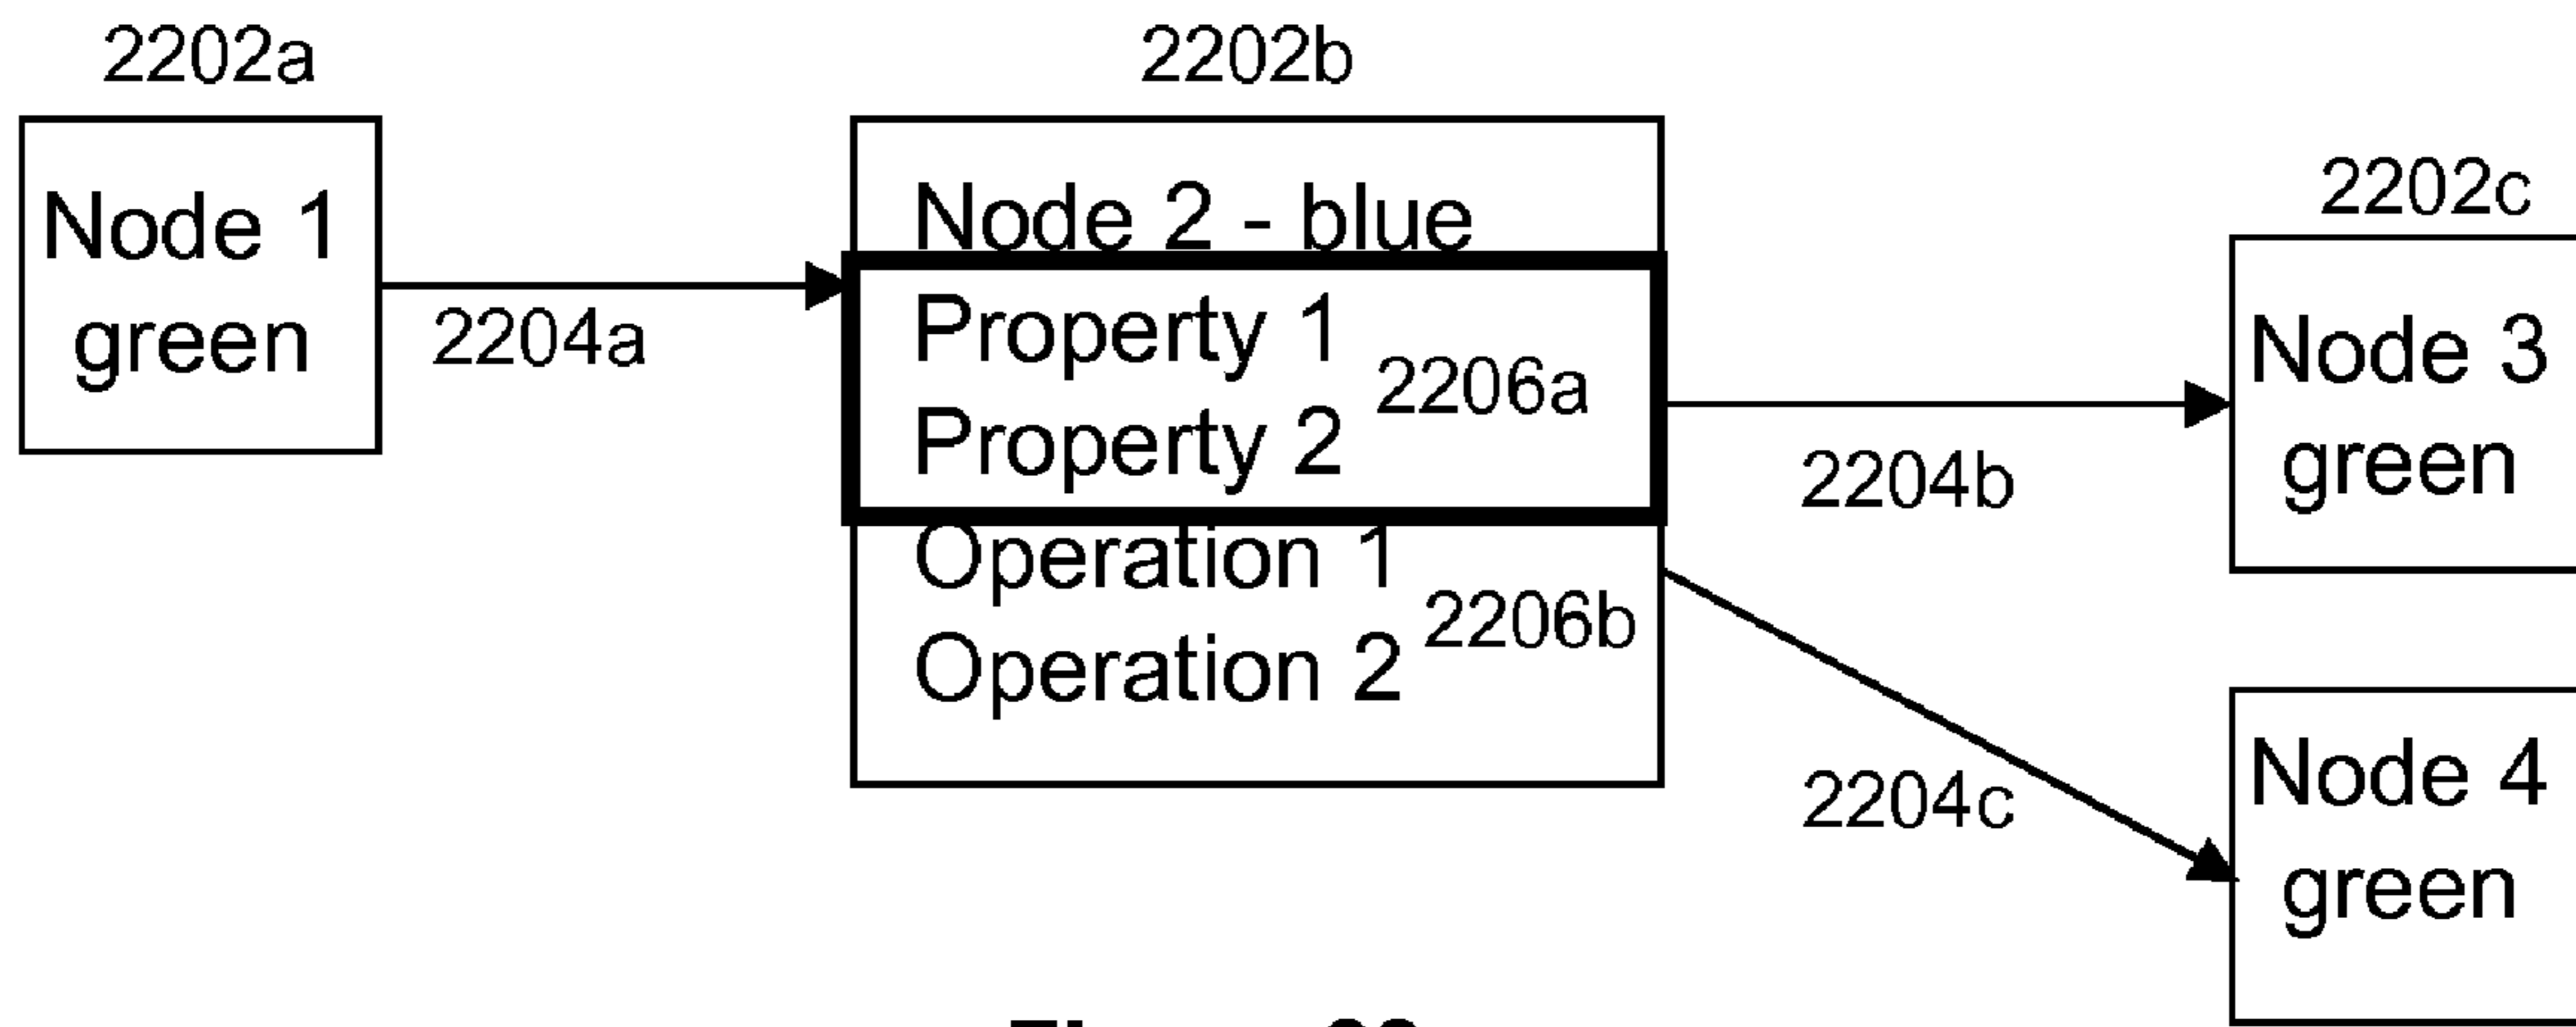 2202a
2202b
2202c
Node 1
green
2204a
Node 2 - blue
Property 1
Property 2
2206a
Operation 1
Operation 2
2206b
2204b
Node 3
green
2204c
Node 4
green